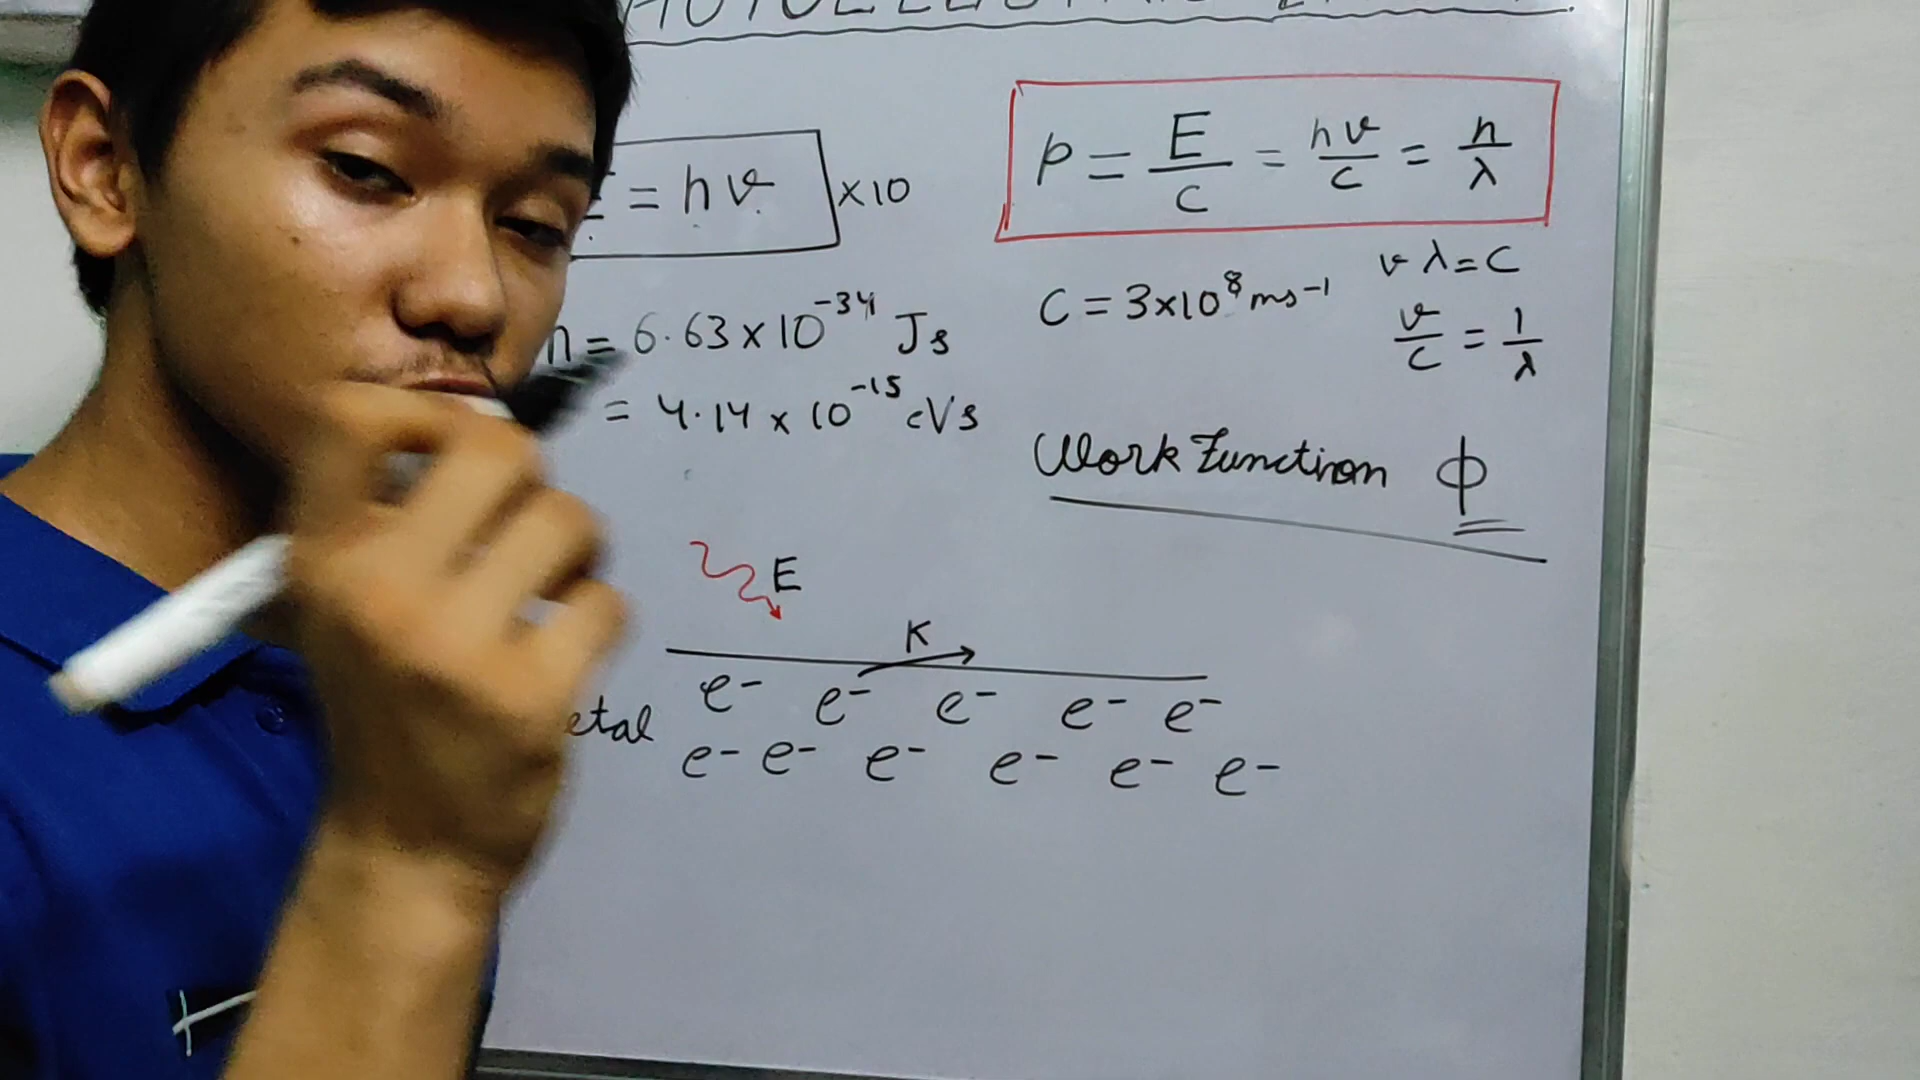 = hν ×10
p = E/c = hν/c = h/λ
νλ = c
C = 3×10⁸ ms⁻¹
ν/c = 1/λ
h = 6.63 × 10⁻³⁴ Js
= 4.14 × 10⁻¹⁵ eVs
Work Function ϕ
E
K
e⁻ e⁻ e⁻ e⁻ e⁻
etal
e⁻ e⁻ e⁻ e⁻ e⁻ e⁻